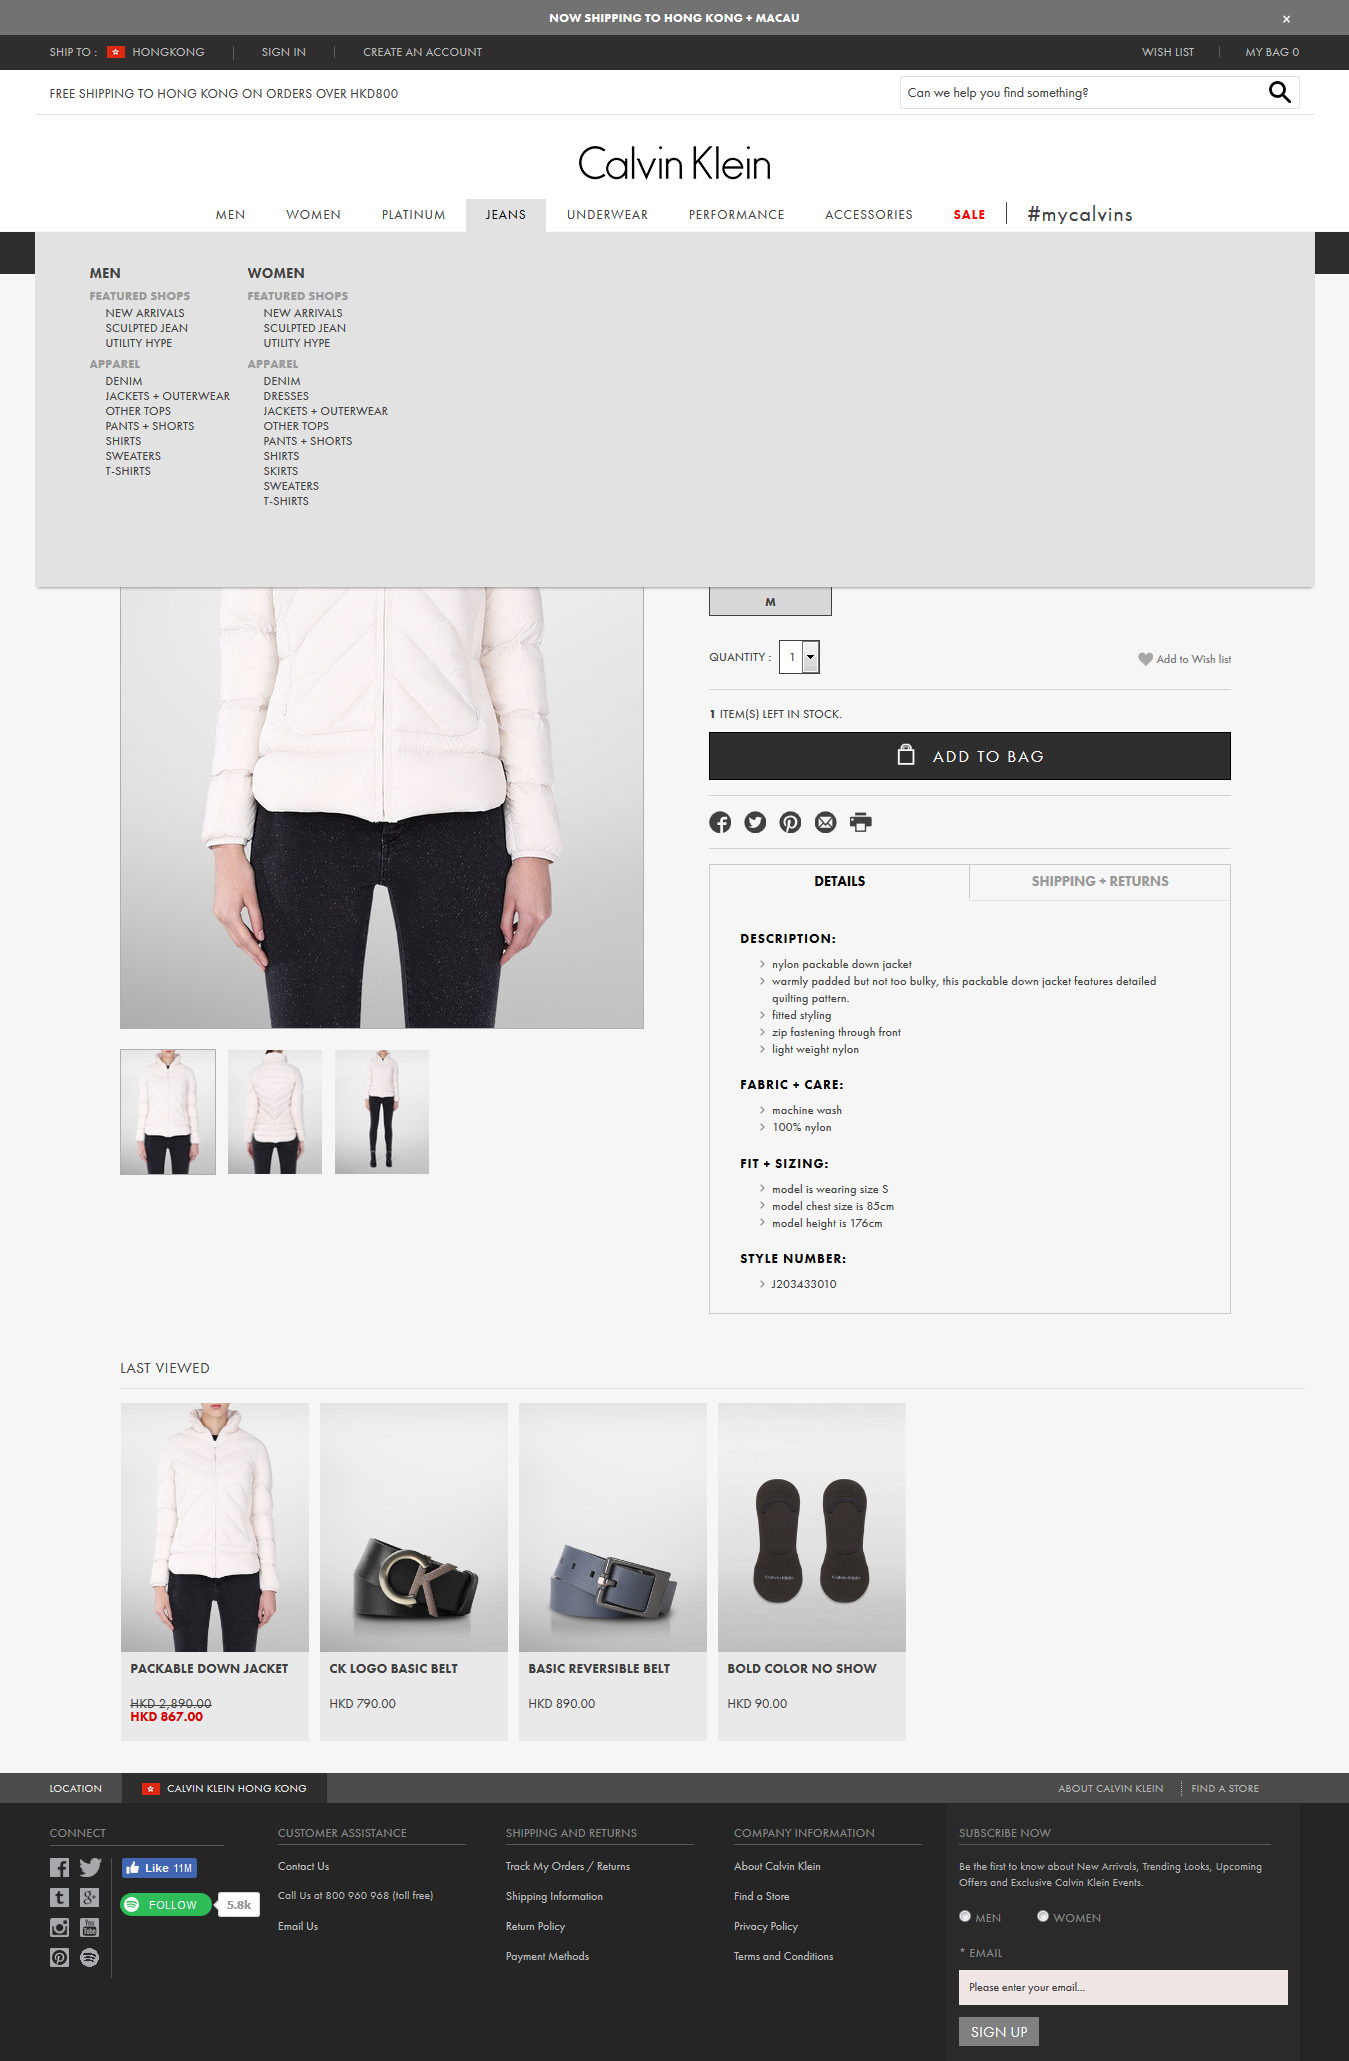 NOW SHIPPING TO HONG KONG + MACAU
×
SHIP TO : HONGKONG SIGN IN CREATE AN ACCOUNT WISH LIST MY BAG 0
FREE SHIPPING TO HONG KONG ON ORDERS OVER HKD800
Can we help you find something?
Calvin Klein
MEN WOMEN PLATINUM JEANS UNDERWEAR PERFORMANCE ACCESSORIES SALE #mycalvins
MEN
FEATURED SHOPS
NEW ARRIVALS
SCULPTED JEAN
UTILITY HYPE
APPAREL
DENIM
JACKETS + OUTERWEAR
OTHER TOPS
PANTS + SHORTS
SHIRTS
SWEATERS
T-SHIRTS
WOMEN
FEATURED SHOPS
NEW ARRIVALS
SCULPTED JEAN
UTILITY HYPE
APPAREL
DENIM
DRESSES
JACKETS + OUTERWEAR
OTHER TOPS
PANTS + SHORTS
SHIRTS
SKIRTS
SWEATERS
T-SHIRTS
M
QUANTITY : 1 Add to Wish list
1 ITEM(S) LEFT IN STOCK.
ADD TO BAG
DETAILS SHIPPING + RETURNS
DESCRIPTION:
nylon packable down jacket
warmly padded but not too bulky, this packable down jacket features detailed
quilting pattern.
fitted styling
zip fastening through front
light weight nylon
FABRIC + CARE:
machine wash
100% nylon
FIT + SIZING:
model is wearing size S
model chest size is 85cm
model height is 176cm
STYLE NUMBER:
J203433010
LAST VIEWED
Calvin Klein Calvin Klein
PACKABLE DOWN JACKET
HKD 2,890.00
HKD 867.00
CK LOGO BASIC BELT
HKD 790.00
BASIC REVERSIBLE BELT
HKD 890.00
BOLD COLOR NO SHOW
HKD 90.00
LOCATION CALVIN KLEIN HONG KONG ABOUT CALVIN KLEIN FIND A STORE
CONNECT
Like 11M
FOLLOW 5.8k
You
Tube
CUSTOMER ASSISTANCE
Contact Us
Call Us at 800 960 968 (toll free)
Email Us
SHIPPING AND RETURNS
Track My Orders / Returns
Shipping Information
Return Policy
Payment Methods
COMPANY INFORMATION
About Calvin Klein
Find a Store
Privacy Policy
Terms and Conditions
SUBSCRIBE NOW
Be the first to know about New Arrivals, Trending Looks, Upcoming
Offers and Exclusive Calvin Klein Events.
MEN WOMEN
* EMAIL
Please enter your email...
SIGN UP